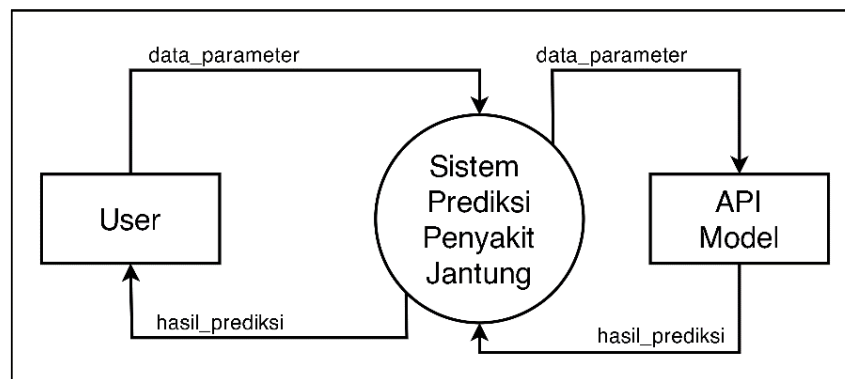 data_parameter
data_parameter
User
Sistem
Prediksi
Penyakit
Jantung
API
Model
hasil_prediksi
hasil_prediksi